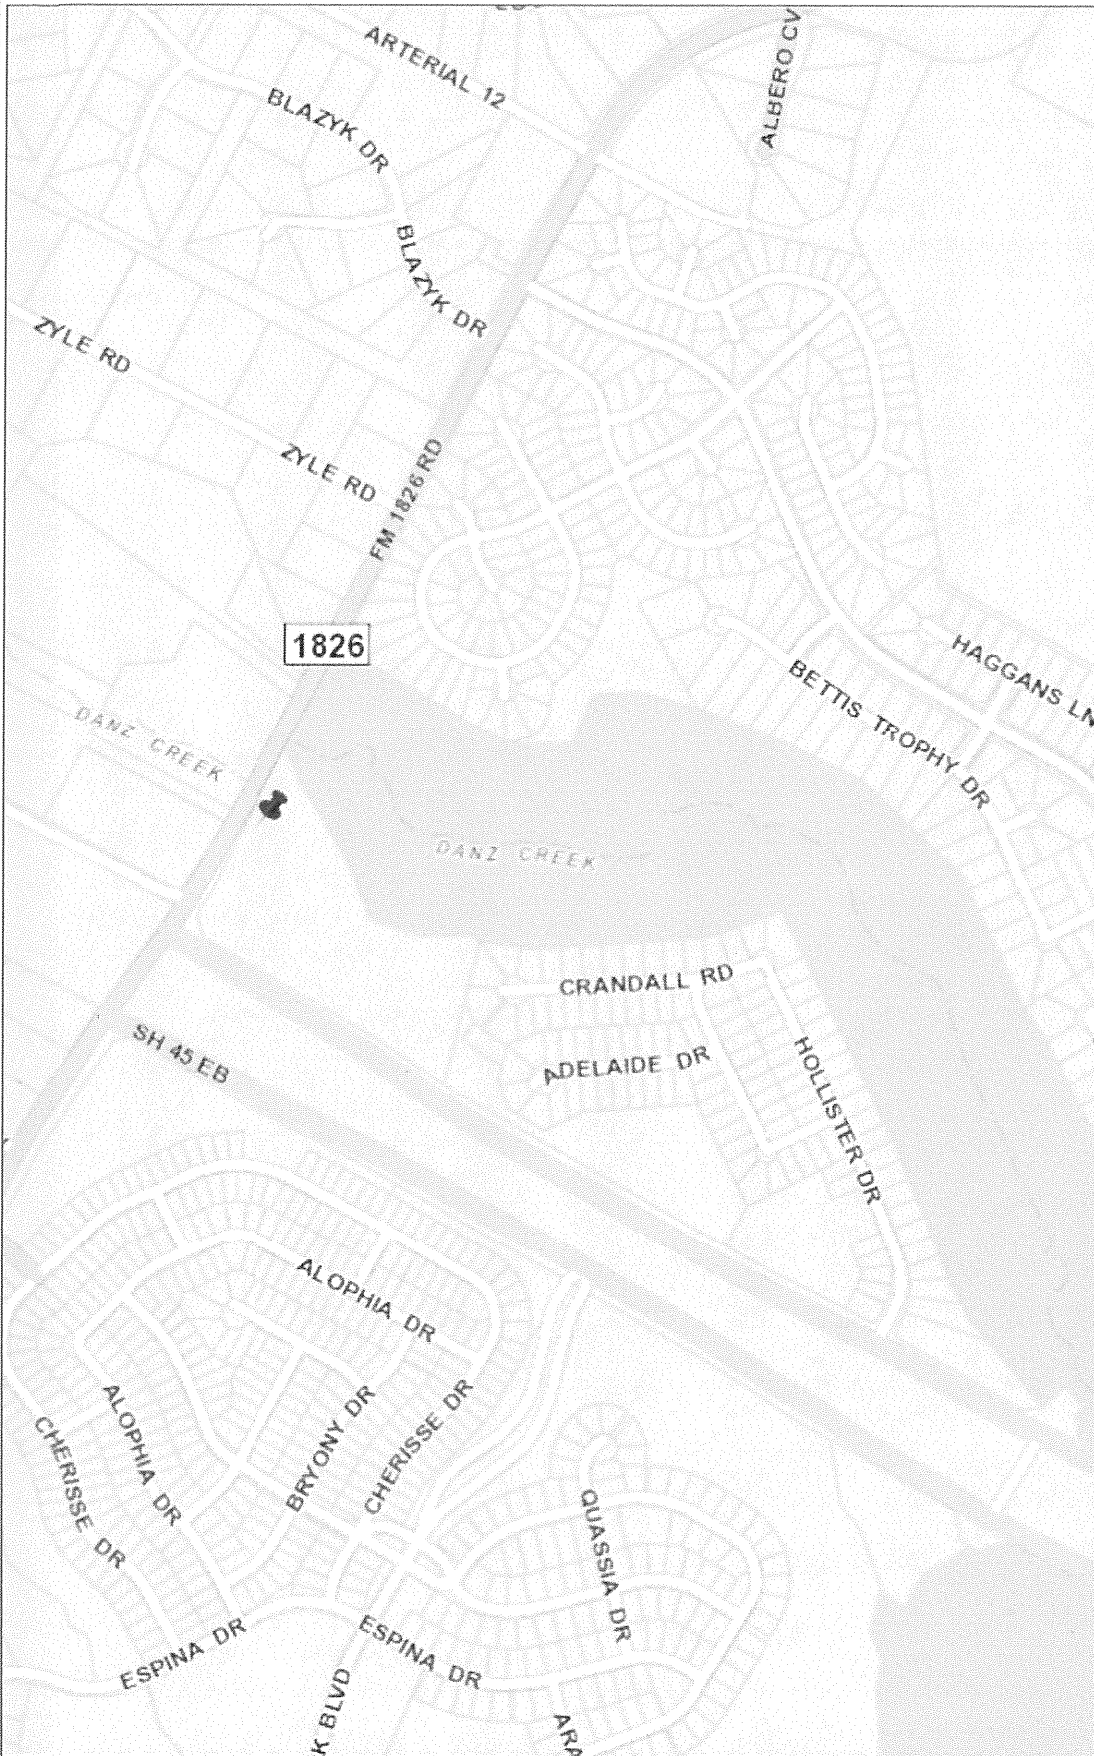 ARTERIAL 12
ALBERO CV
BLAZYK DR
BLAZYK DR
ZYLE RD
ZYLE RD
FM 1826 RD
1826
HAGGANS LN
BETTIS TROPHY DR
DANZ CREEK
DANZ CREEK
CRANDALL RD
SH 45 EB
ADELAIDE DR
HOLLISTER DR
ALOPHIA DR
ALOPHIA DR
BRYONY DR
CHERISSE DR
CHERISSE DR
QUASSIA DR
ESPINA DR
ESPINA DR
K BLVD
ARA